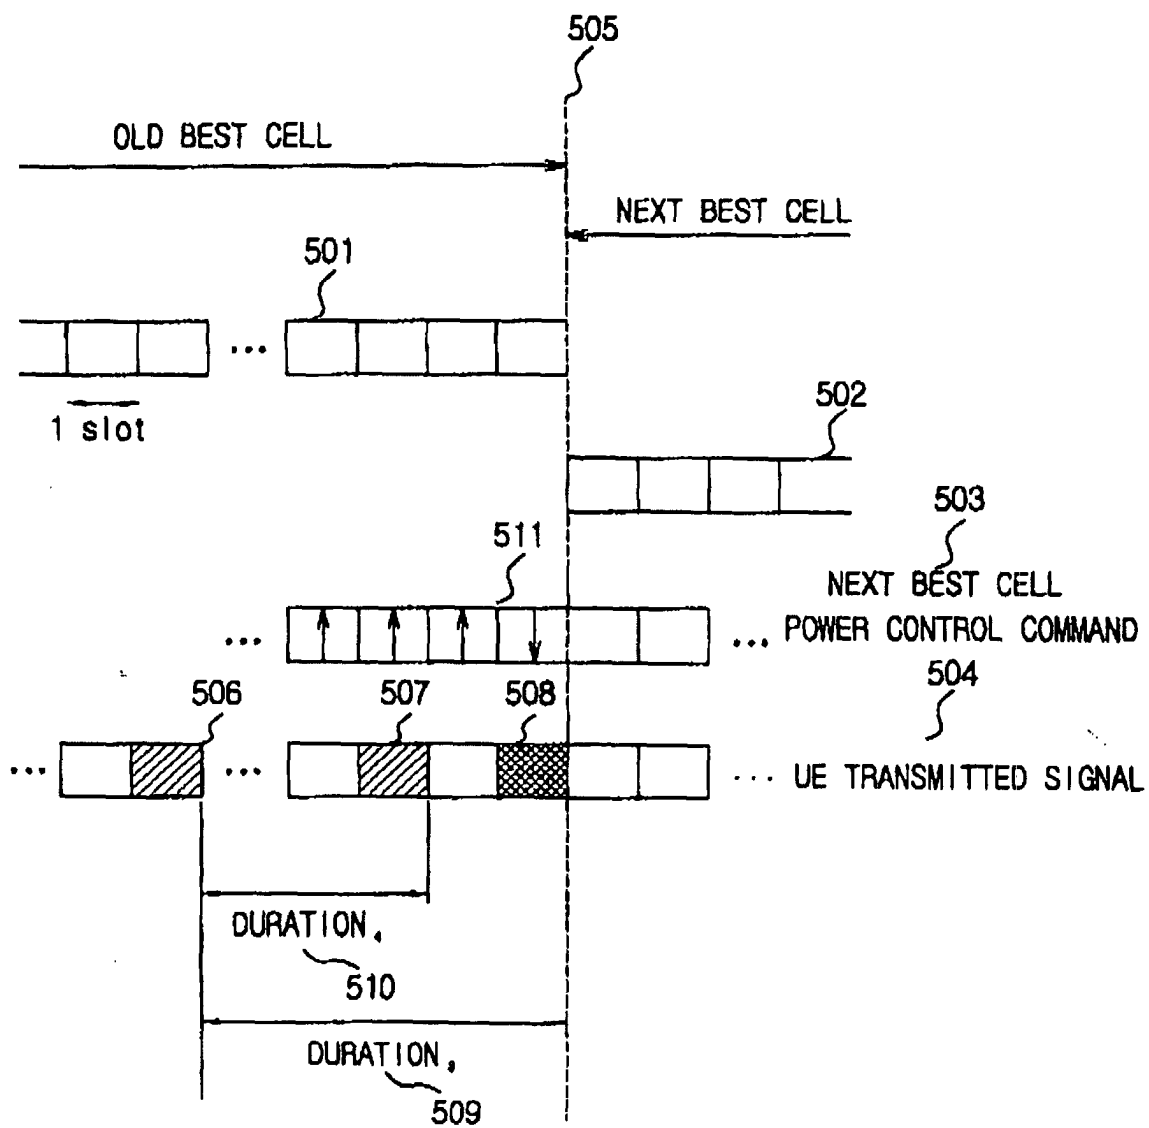 505
OLD BEST CELL
NEXT BEST CELL
501
...
1 slot
502
503
511
NEXT BEST CELL
... ... POWER CONTROL COMMAND
504
506 507 508
... ... ... UE TRANSMITTED SIGNAL
DURATION,
510
DURATION,
509